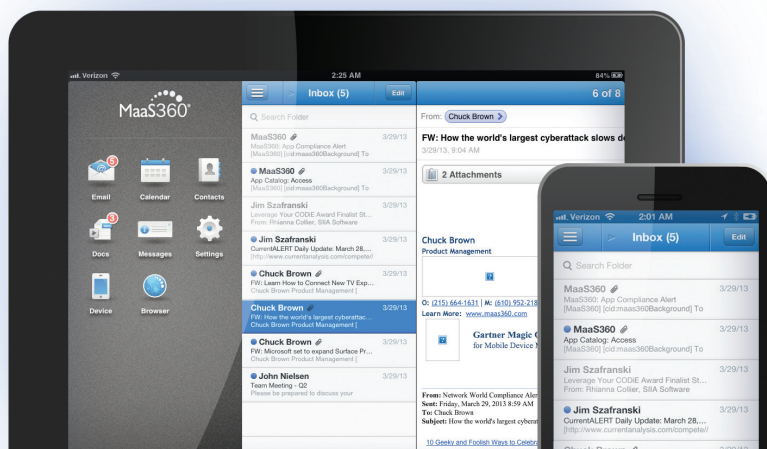 Verizon
2:25 AM
84%
MaaS360®
5
Email
Calendar
Contacts
3
Docs
Messages
Settings
Device
Browser
Inbox (5)
Edit
Search Folder
MaaS360
3/29/13
MaaS360: App Compliance Alert
[MaaS360] [cid:maas360Background] To
MaaS360
3/29/13
App Catalog: Access
[MaaS360] [cid:maas360Background] To
Jim Szafranski
3/29/13
Leverage Your CODiE Award Finalist St...
From: Rhianna Collier, SIIA Software
Jim Szafranski
3/29/13
CurrentALERT Daily Update: March 28,...
[http://www.currentanalysis.com/compete//
Chuck Brown
3/29/13
FW: Learn How to Connect New TV Exp...
Chuck Brown Product Management [
Chuck Brown
3/29/13
FW: How the world's largest cyberattac...
Chuck Brown Product Management [
Chuck Brown
3/29/13
FW: Microsoft set to expand Surface Pr...
Chuck Brown Product Management [
John Nielsen
3/29/13
Team Meeting - Q2
Please be prepared to discuss your
6 of 8
From: Chuck Brown
FW: How the world's largest cyberattack slows d
3/29/13, 9:04 AM
2 Attachments
Chuck Brown
Product Management
O: (215) 664-1631 | M: (610) 952-218
Learn More: www.maas360.com
Gartner Magic
for Mobile Device
From: Network World Compliance Aler
Sent: Friday, March 29, 2013 8:59 AM
To: Chuck Brown
Subject: How the world's largest cyberat
10 Geeky and Foolish Ways to Celebra
Verizon
2:01 AM
Inbox (5)
Edit
Search Folder
MaaS360
3/29/13
MaaS360: App Compliance Alert
[MaaS360] [cid:maas360Background] To
MaaS360
3/29/13
App Catalog: Access
[MaaS360] [cid:maas360Background] To
Jim Szafranski
3/29/13
Leverage Your CODiE Award Finalist St...
From: Rhianna Collier, SIIA Software
Jim Szafranski
3/29/13
CurrentALERT Daily Update: March 28,...
[http://www.currentanalysis.com/compete//